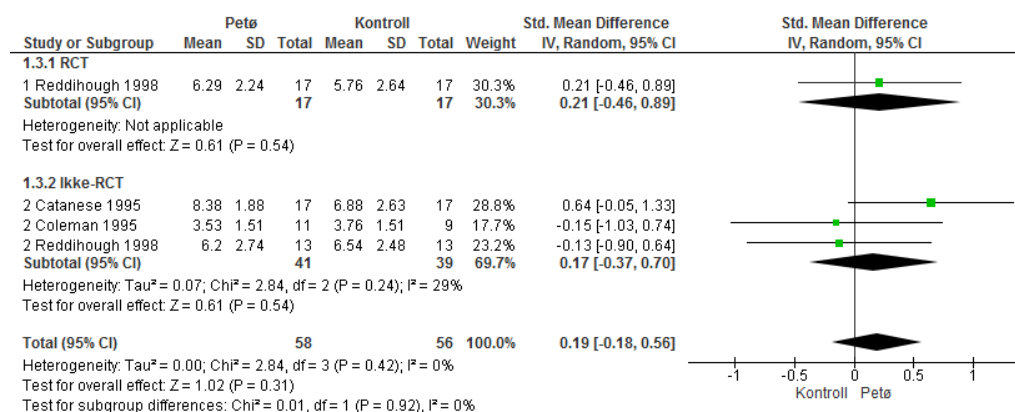 Petø Kontroll Std. Mean Difference Std. Mean Difference
Study or Subgroup Mean SD Total Mean SD Total Weight IV, Random, 95% CI IV, Random, 95% CI
1.3.1 RCT
1 Reddihough 1998 6.29 2.24 17 5.76 2.64 17 30.3% 0.21 [-0.46, 0.89]
Subtotal (95% CI) 17 17 30.3% 0.21 [-0.46, 0.89]
Heterogeneity: Not applicable
Test for overall effect: Z = 0.61 (P = 0.54)
1.3.2 Ikke-RCT
2 Catanese 1995 8.38 1.88 17 6.88 2.63 17 28.8% 0.64 [-0.05, 1.33]
2 Coleman 1995 3.53 1.51 11 3.76 1.51 9 17.7% -0.15 [-1.03, 0.74]
2 Reddihough 1998 6.2 2.74 13 6.54 2.48 13 23.2% -0.13 [-0.90, 0.64]
Subtotal (95% CI) 41 39 69.7% 0.17 [-0.37, 0.70]
Heterogeneity: Tau² = 0.07; Chi² = 2.84, df = 2 (P = 0.24); I² = 29%
Test for overall effect: Z = 0.61 (P = 0.54)
Total (95% CI) 58 56 100.0% 0.19 [-0.18, 0.56]
Heterogeneity: Tau² = 0.00; Chi² = 2.84, df = 3 (P = 0.42); I² = 0%
Test for overall effect: Z = 1.02 (P = 0.31)
Test for subgroup differences: Chi² = 0.01, df = 1 (P = 0.92), I² = 0%
-1 -0.5 0 0.5 1
Kontroll Petø